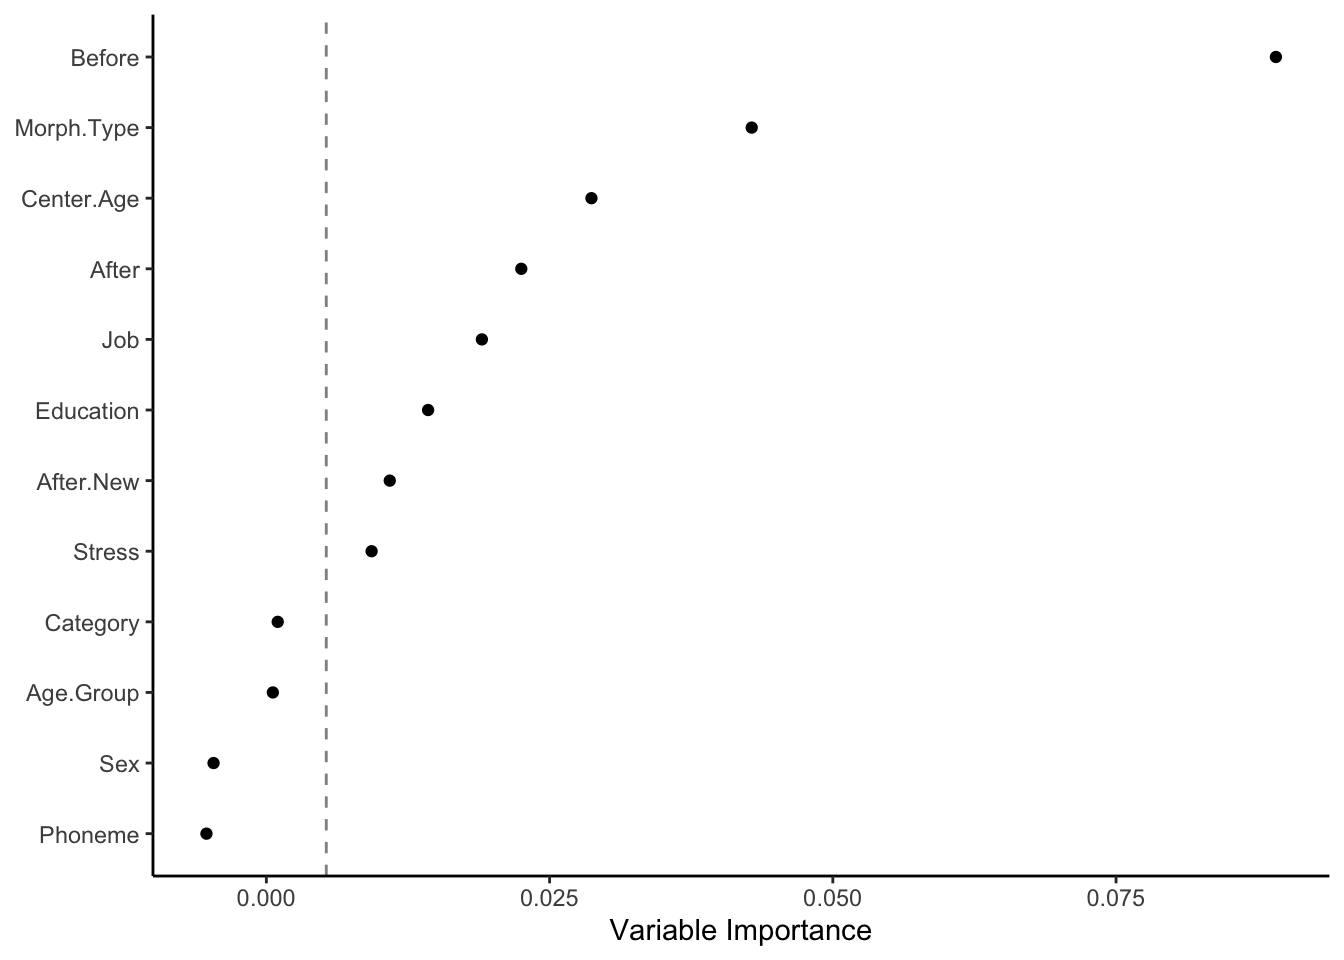 Before
Morph.Type
Center.Age
After
Job
Education
After.New
Stress
Category
Age.Group
Sex
Phoneme
0.000 0.025 0.050 0.075
Variable Importance